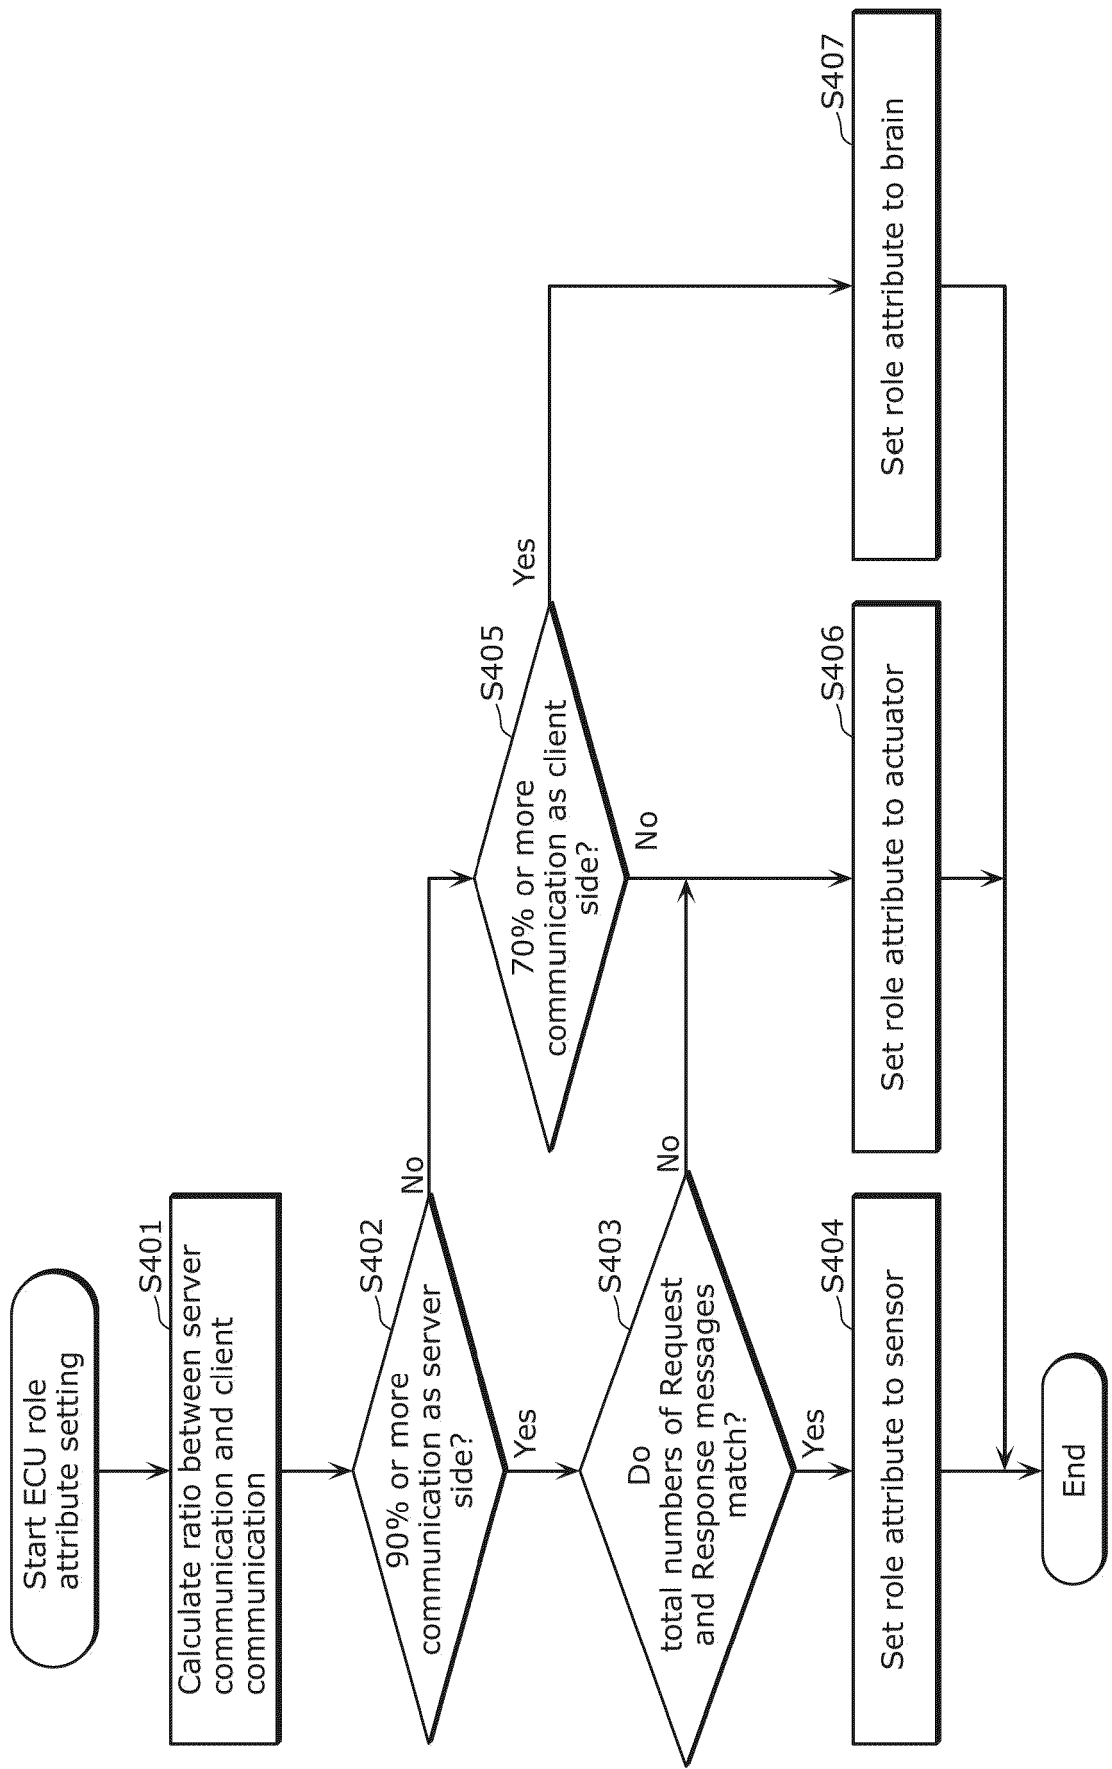 Start ECU role
attribute setting
S401
Calculate ratio between server
communication and client
communication
S402
90% or more
communication as server
side?
No
Yes
S403
Do
total numbers of Request
and Response messages
match?
No
Yes
S404
Set role attribute to sensor
S405
70% or more
communication as client
side?
Yes
No
S406
Set role attribute to actuator
S407
Set role attribute to brain
End